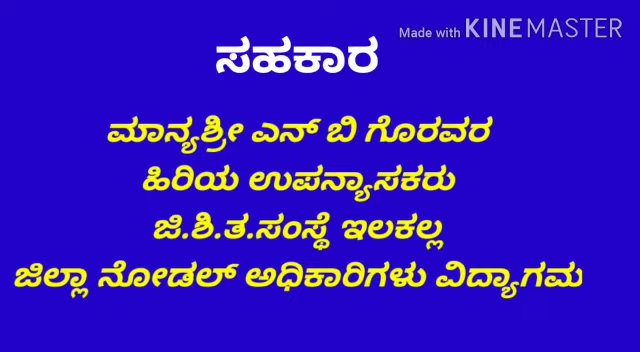 Made with KINEMASTER
ಸಹಕಾರ
ಮಾನ್ಯಶ್ರೀ ಎನ್ ಬಿ ಗೊರವರ
ಹಿರಿಯ ಉಪನ್ಯಾಸಕರು
ಜಿ.ಶಿ.ತ.ಸಂಸ್ಥೆ ಇಲಕಲ್ಲ
ಜಿಲ್ಲಾ ನೋಡಲ್ ಅಧಿಕಾರಿಗಳು ವಿದ್ಯಾಗಮ